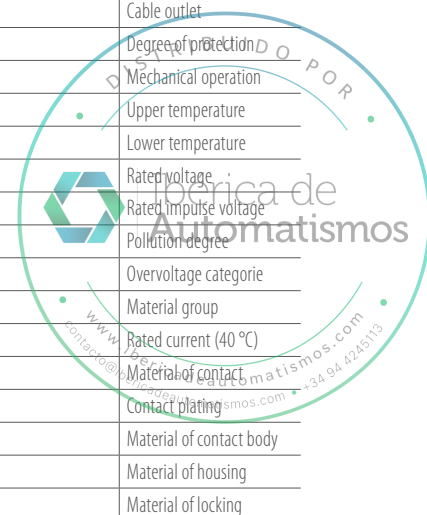 Cable outlet
Degree of protection
Mechanical operation
Upper temperature
Lower temperature
Rated voltage
Rated impulse voltage
Pollution degree
Overvoltage categorie
Material group
Rated current (40 °C)
Material of contact
Contact plating
Material of contact body
Material of housing
Material of locking
DISTRIBUIDO POR
Ibérica de
Automatismos
www.ibericadeautomatismos.com
contacto@ibericadeautomatismos.com • +34 94 4245113